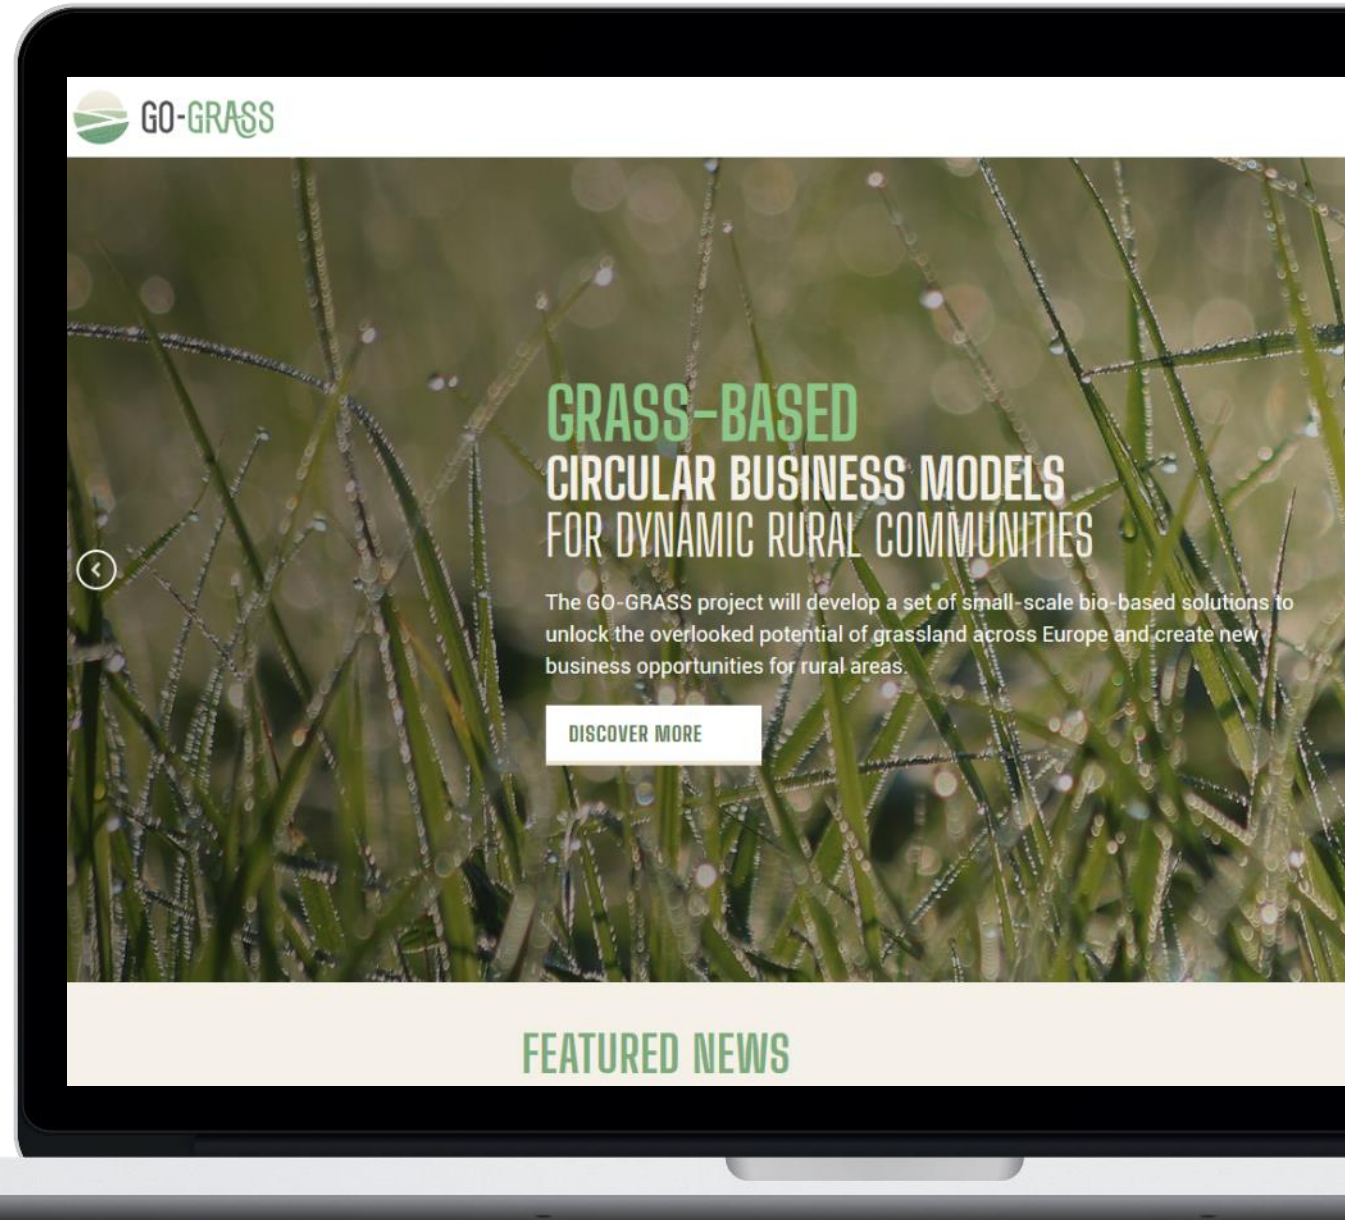 GO-GRASS
GRASS-BASED
CIRCULAR BUSINESS MODELS
FOR DYNAMIC RURAL COMMUNITIES
The GO-GRASS project will develop a set of small-scale bio-based solutions to
unlock the overlooked potential of grassland across Europe and create new
business opportunities for rural areas.
DISCOVER MORE
FEATURED NEWS